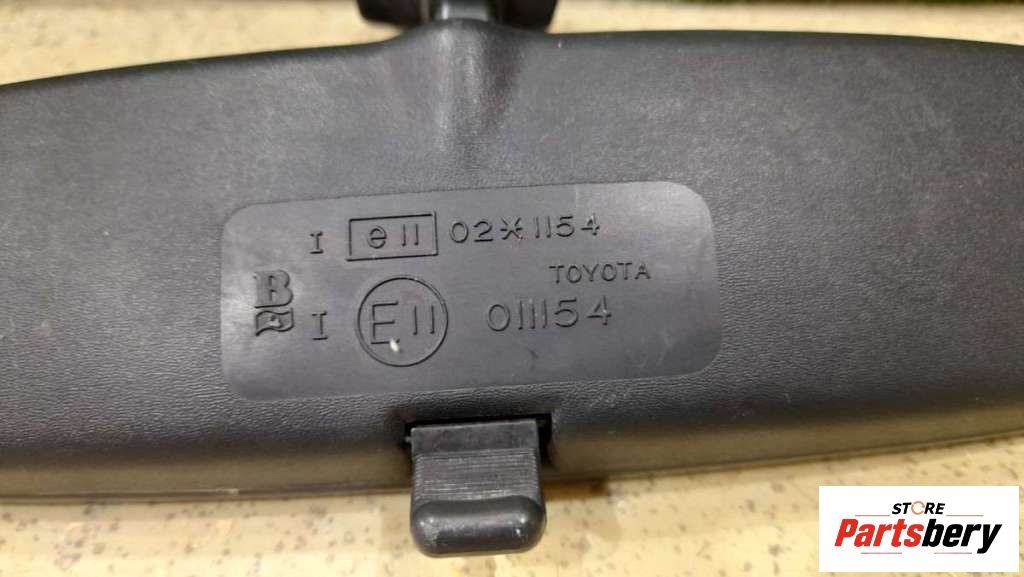 I e11 02*1154
TOYOTA
B
I E11 011154
STORE
Partsbery